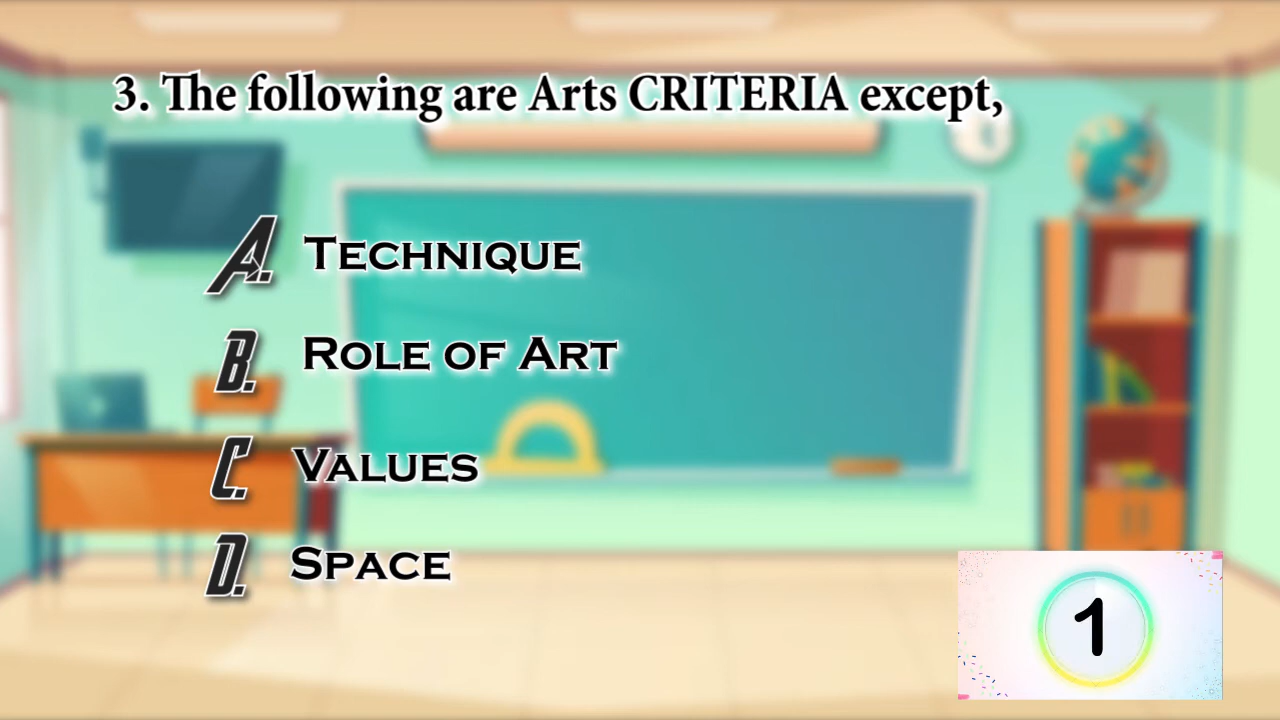 3. The following are Arts CRITERIA except,
A. TECHNIQUE
B. ROLE OF ART
C. VALUES
D. SPACE
1